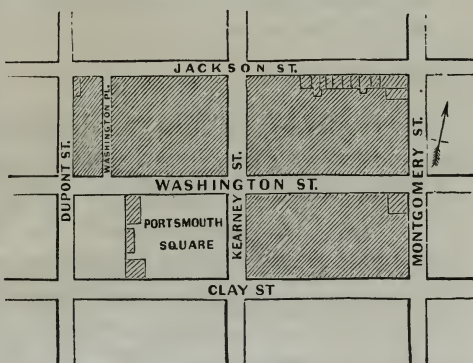 JACKSON ST.
WASHINGTON PL.
DUPONT ST.
WASHINGTON ST.
MONTGOMERY ST.
KEARNEY ST.
PORTSMOUTH
SQUARE
CLAY ST